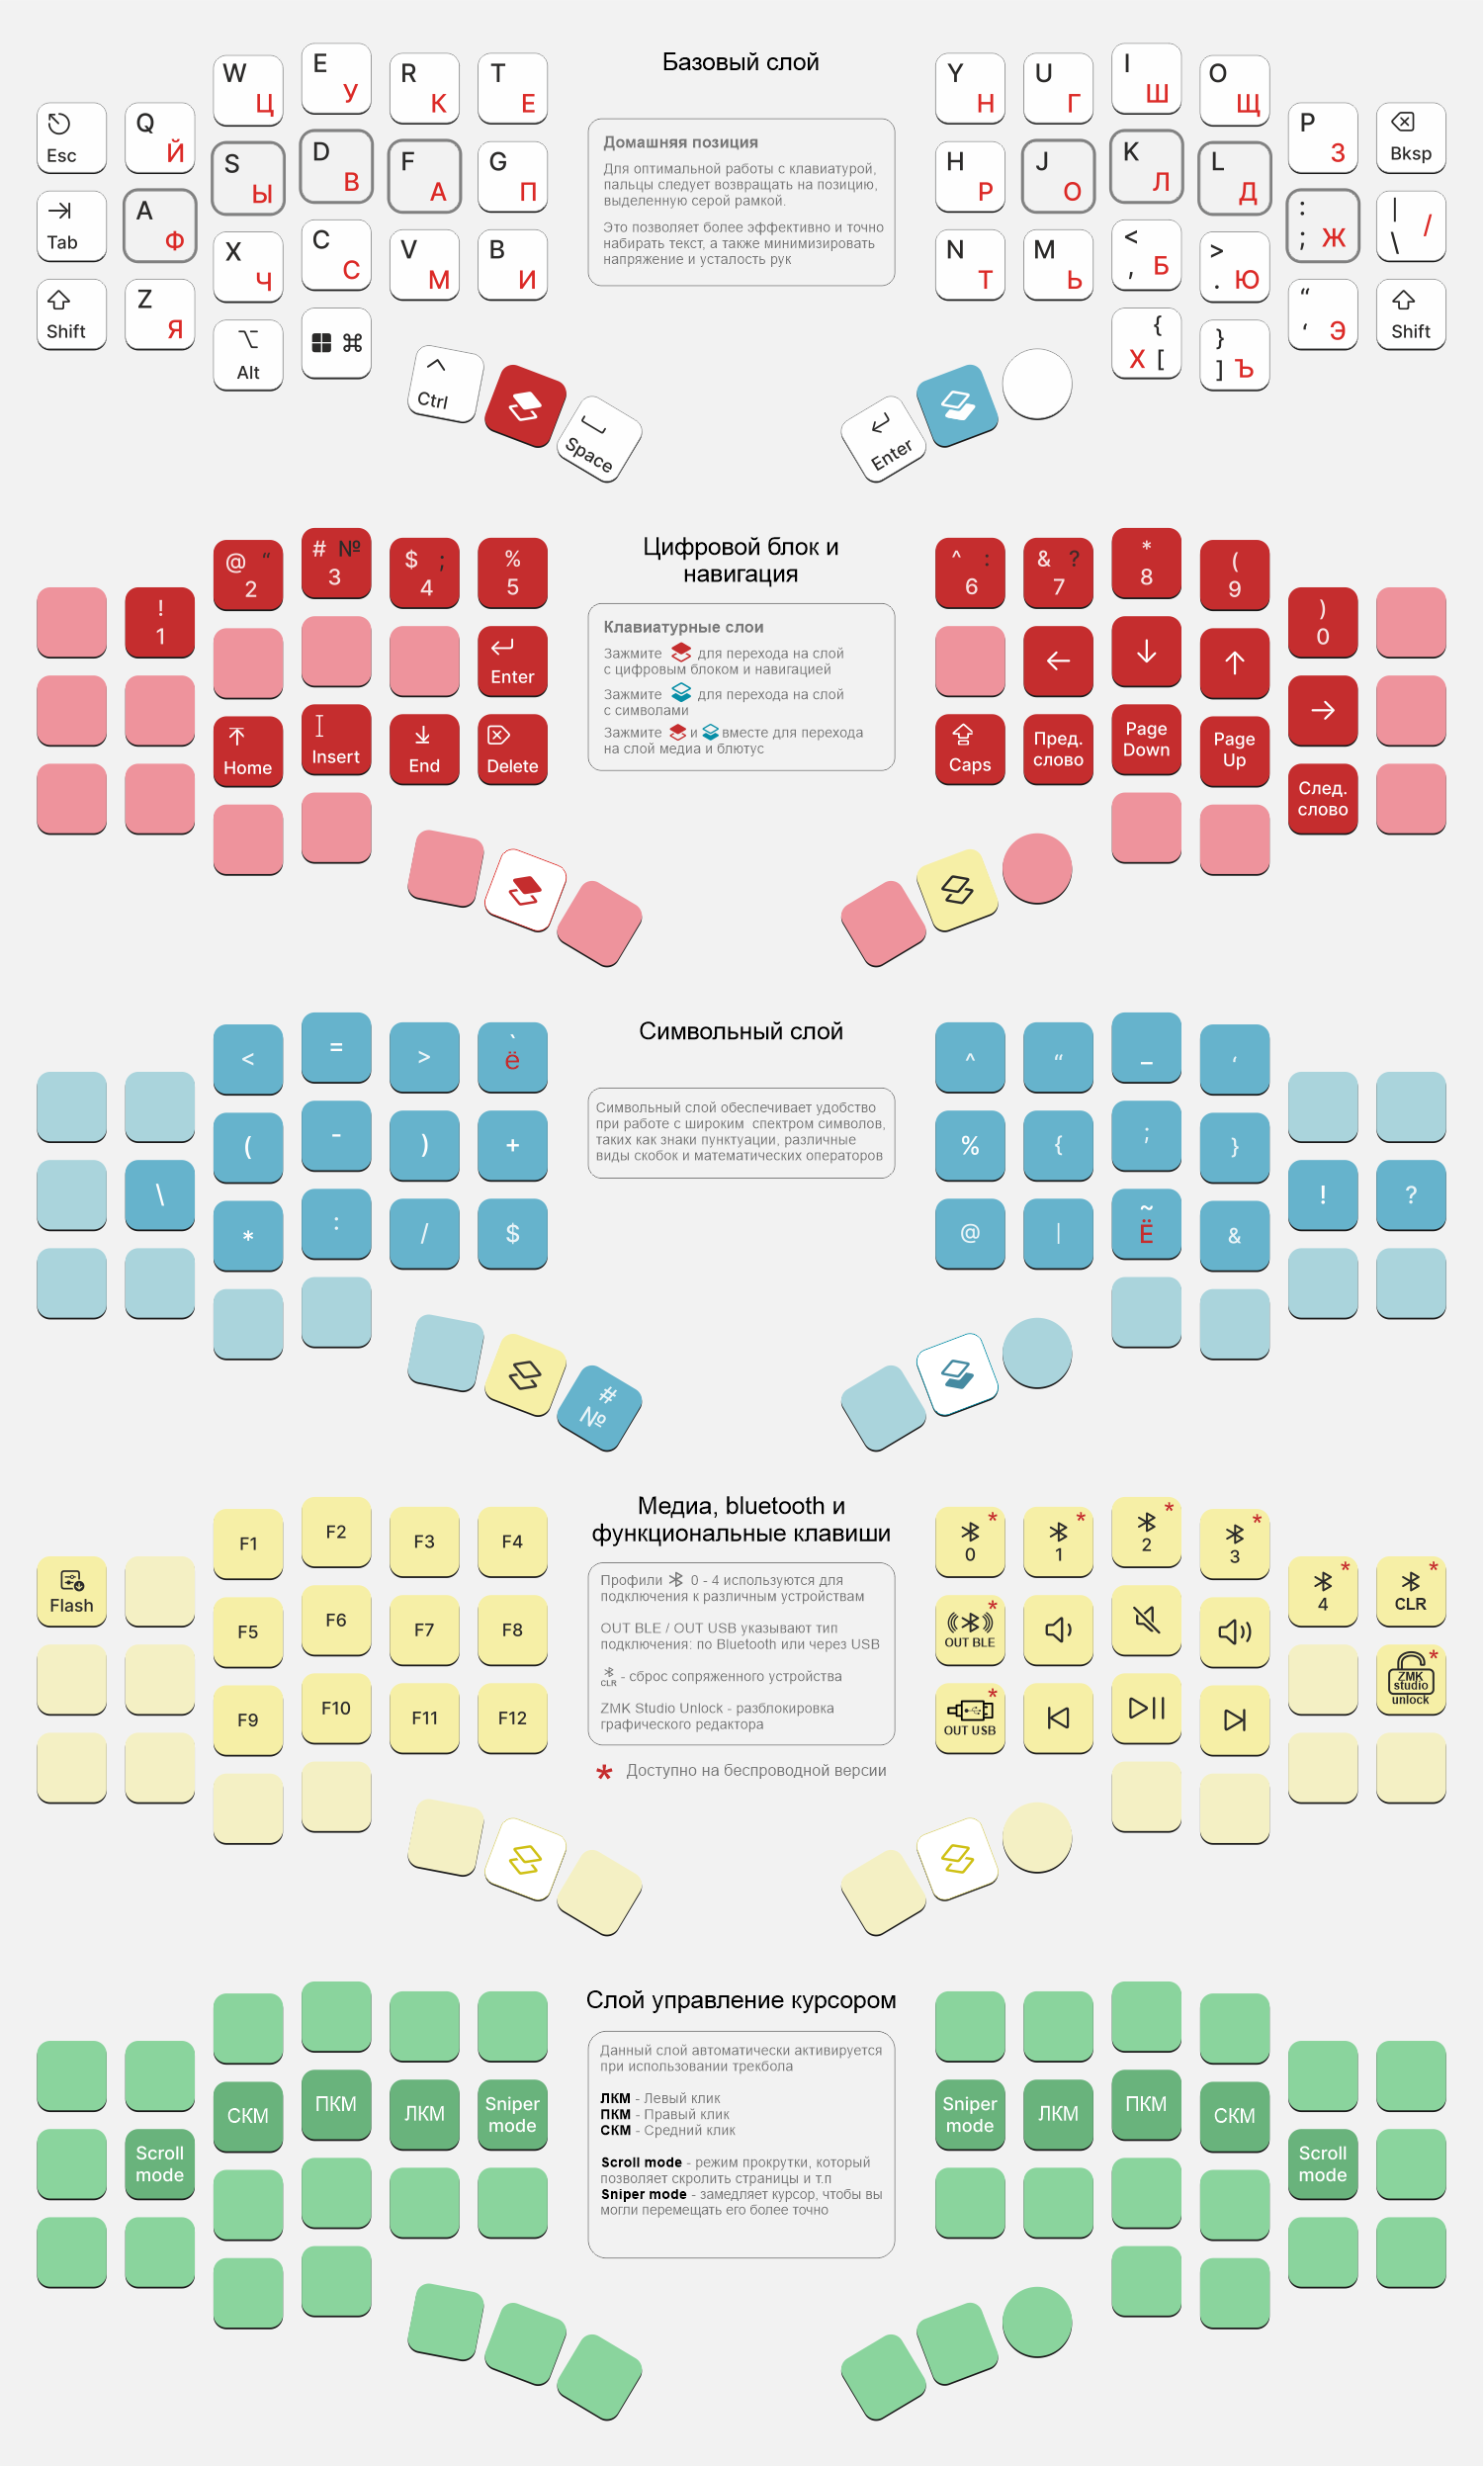 Базовый слой
Esc
Q Й
W Ц
E У
R К
T Е
Y Н
U Г
I Ш
O Щ
P З
Bksp
Tab
A Ф
S Ы
D В
F А
G П
H Р
J О
K Л
L Д
: ; Ж
| \ /
Shift
Z Я
X Ч
C С
V М
B И
N Т
M Ь
< , Б
> . Ю
“ ‘ Э
Shift
Alt
{ Х [
} ] Ъ
Ctrl
Space
Enter
Домашняя позиция
Для оптимальной работы с клавиатурой,
пальцы следует возвращать на позицию,
выделенную серой рамкой.
Это позволяет более эффективно и точно
набирать текст, а также минимизировать
напряжение и усталость рук
Цифровой блок и
навигация
! 1
@ “ 2
# № 3
$ ; 4
% 5
^ : 6
& ? 7
* 8
( 9
) 0
Enter
← ↓ ↑ →
Home
Insert
End
Delete
Caps
Пред.
слово
Page
Down
Page
Up
След.
слово
Клавиатурные слои
Зажмите для перехода на слой
с цифровым блоком и навигацией
Зажмите для перехода на слой
с символами
Зажмите и вместе для перехода
на слой медиа и блютус
Символьный слой
< = > ` ё
^ “ _ ‘
\ ( - ) +
% { ; } ! ?
* : / $
@ | ~ Ё &
#
№
Символьный слой обеспечивает удобство
при работе с широким спектром символов,
таких как знаки пунктуации, различные
виды скобок и математических операторов
Медиа, bluetooth и
функциональные клавиши
Flash
F1 F2 F3 F4
0 * 1 * 2 * 3 * 4 * CLR *
F5 F6 F7 F8
OUT BLE *
ZMK
studio
unlock *
F9 F10 F11 F12
OUT USB *
Профили 0 - 4 используются для
подключения к различным устройствам
OUT BLE / OUT USB указывают тип
подключения: по Bluetooth или через USB
CLR - сброс сопряженного устройства
ZMK Studio Unlock - разблокировка
графического редактора
* Доступно на беспроводной версии
Слой управление курсором
Scroll
mode
СКМ
ПКМ
ЛКМ
Sniper
mode
Sniper
mode
ЛКМ
ПКМ
СКМ
Scroll
mode
Данный слой автоматически активируется
при использовании трекбола
ЛКМ - Левый клик
ПКМ - Правый клик
СКМ - Средний клик
Scroll mode - режим прокрутки, который
позволяет скролить страницы и т.п
Sniper mode - замедляет курсор, чтобы вы
могли перемещать его более точно